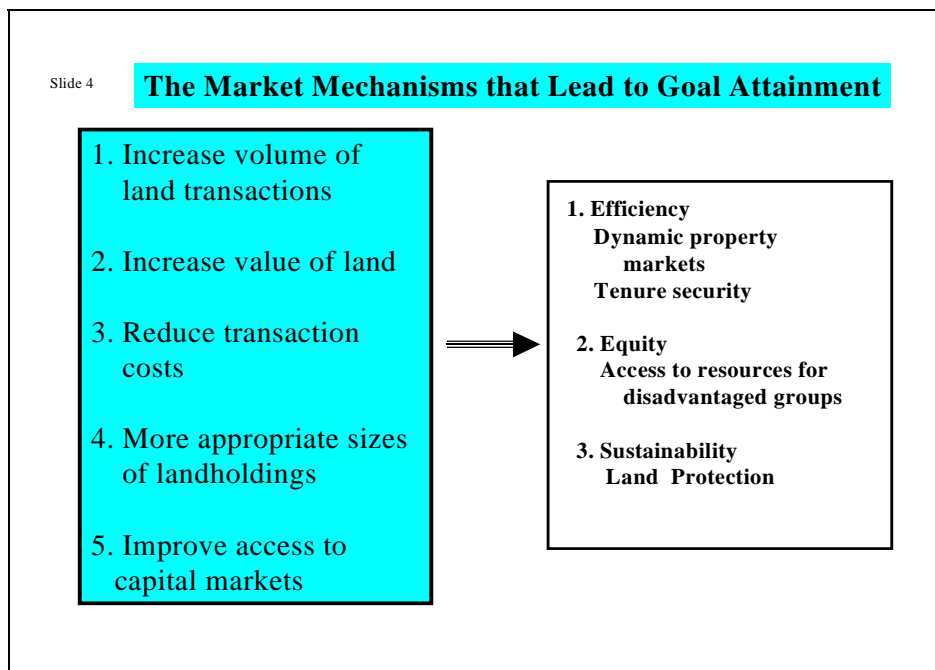 Slide 4
The Market Mechanisms that Lead to Goal Attainment
1. Increase volume of
land transactions
2. Increase value of land
3. Reduce transaction
costs
4. More appropriate sizes
of landholdings
5. Improve access to
capital markets
1. Efficiency
Dynamic property
markets
Tenure security
2. Equity
Access to resources for
disadvantaged groups
3. Sustainability
Land Protection